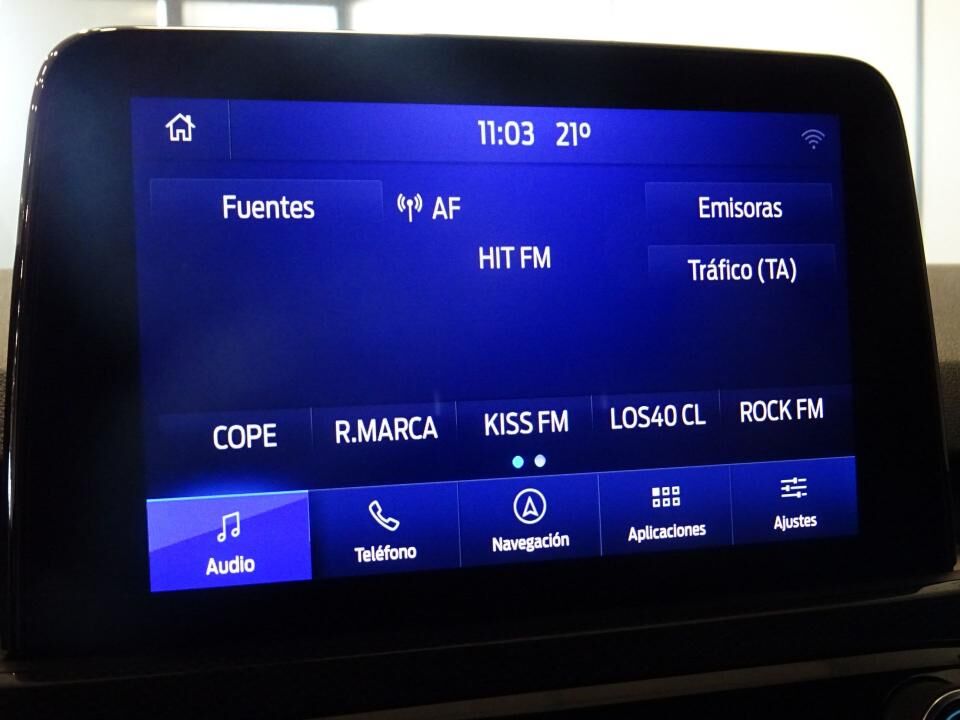 11:03 21º
Fuentes
AF
Emisoras
HIT FM
Tráfico (TA)
COPE
R.MARCA
KISS FM
LOS40 CL
ROCK FM
Audio
Teléfono
Navegación
Aplicaciones
Ajustes